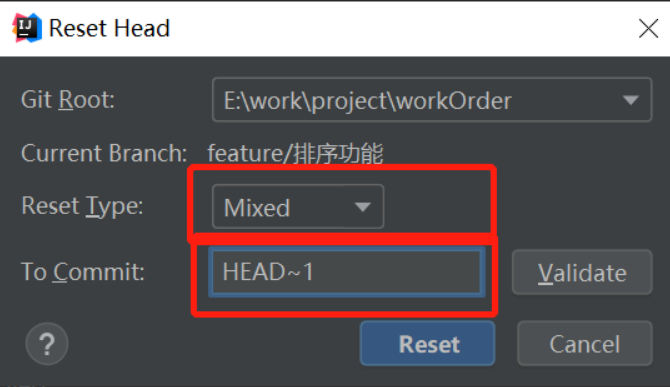 IJ Reset Head
Git Root: E:\work\project\workOrder
Current Branch: feature/排序功能
Reset Type: Mixed
To Commit: HEAD~1 Validate
? Reset Cancel